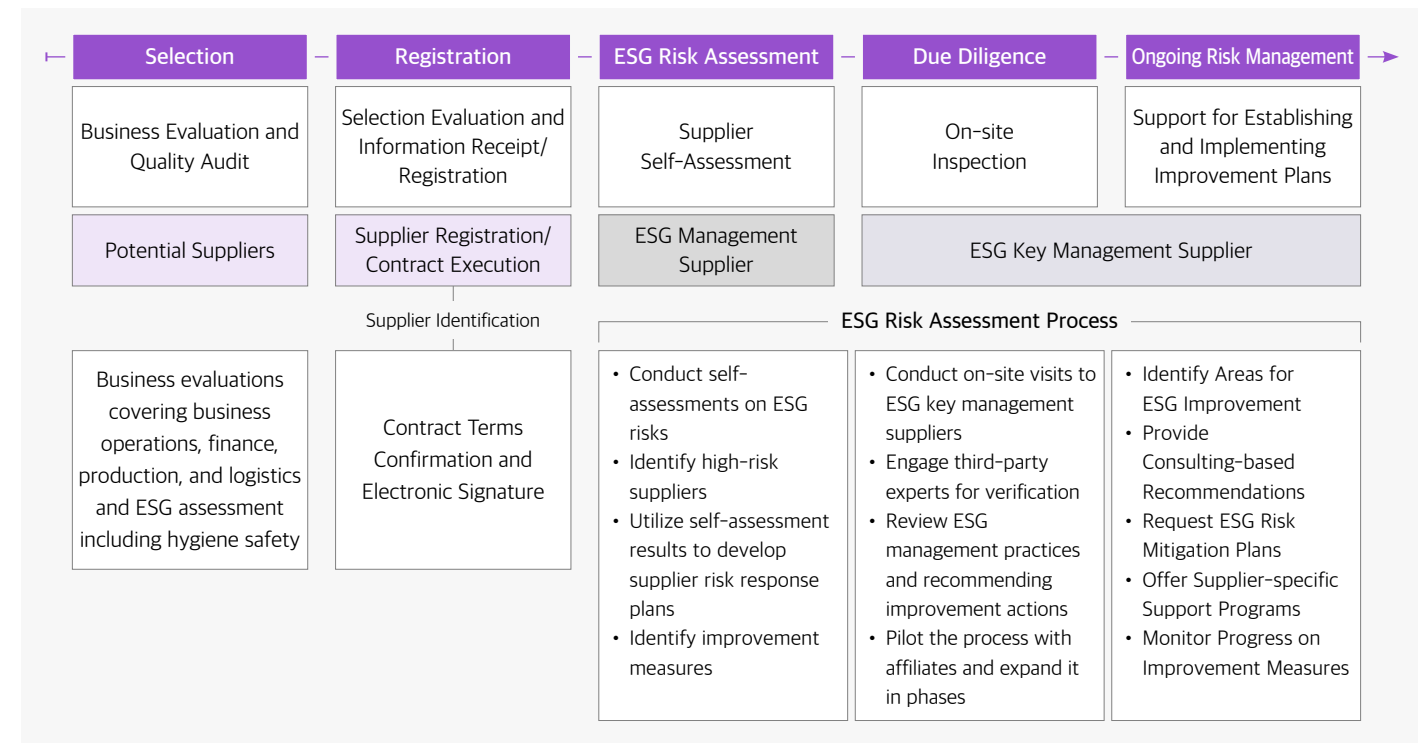 Selection
Registration
ESG Risk Assessment
Due Diligence
Ongoing Risk Management
Business Evaluation and
Quality Audit
Selection Evaluation and
Information Receipt/
Registration
Supplier
Self-Assessment
On-site
Inspection
Support for Establishing
and Implementing
Improvement Plans
Potential Suppliers
Supplier Registration/
Contract Execution
ESG Management
Supplier
ESG Key Management Supplier
Supplier Identification
ESG Risk Assessment Process
Business evaluations
covering business
operations, finance,
production, and logistics
and ESG assessment
including hygiene safety
Contract Terms
Confirmation and
Electronic Signature
• Conduct self-
assessments on ESG
risks
• Identify high-risk
suppliers
• Utilize self-assessment
results to develop
supplier risk response
plans
• Identify improvement
measures
• Conduct on-site visits to
ESG key management
suppliers
• Engage third-party
experts for verification
• Review ESG
management practices
and recommending
improvement actions
• Pilot the process with
affiliates and expand it
in phases
• Identify Areas for
ESG Improvement
• Provide
Consulting-based
Recommendations
• Request ESG Risk
Mitigation Plans
• Offer Supplier-specific
Support Programs
• Monitor Progress on
Improvement Measures